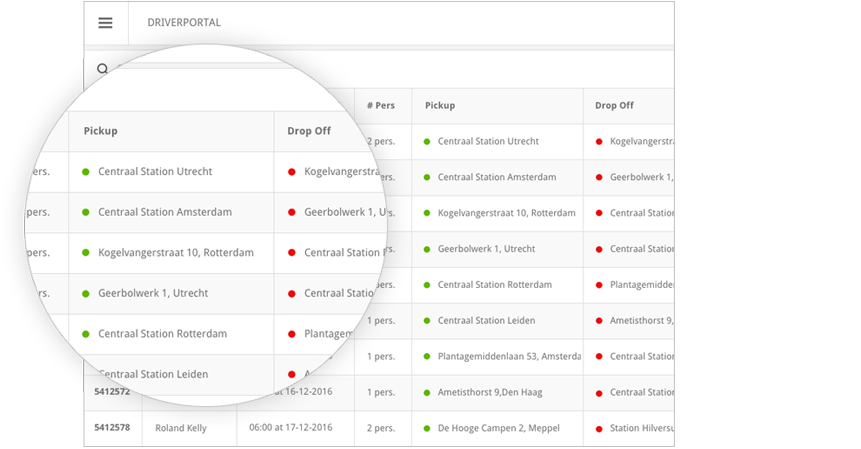 DRIVERPORTAL
# Pers Pickup Drop Off
2 pers. Centraal Station Utrecht Kogelvangerstra
Centraal Station Amsterdam Geerbolwerk 1,
Kogelvangerstraat 10, Rotterdam Centraal Station
Geerbolwerk 1, Utrecht Centraal Station
Centraal Station Rotterdam Plantagemidde
1 pers. Centraal Station Leiden Ametisthorst 9,
1 pers. Plantagemiddenlaan 53, Amsterda Centraal Station
5412572 at 16-12-2016 1 pers. Ametisthorst 9,Den Haag Centraal Station
5412578 Roland Kelly 06:00 at 17-12-2016 2 pers. De Hooge Campen 2, Meppel Station Hilversu
Pickup Drop Off
ers. Centraal Station Utrecht Kogelvangerstra
pers. Centraal Station Amsterdam Geerbolwerk 1, U
pers. Kogelvangerstraat 10, Rotterdam Centraal Station
rs. Geerbolwerk 1, Utrecht Centraal Statio
Centraal Station Rotterdam Plantagem
Centraal Station Leiden